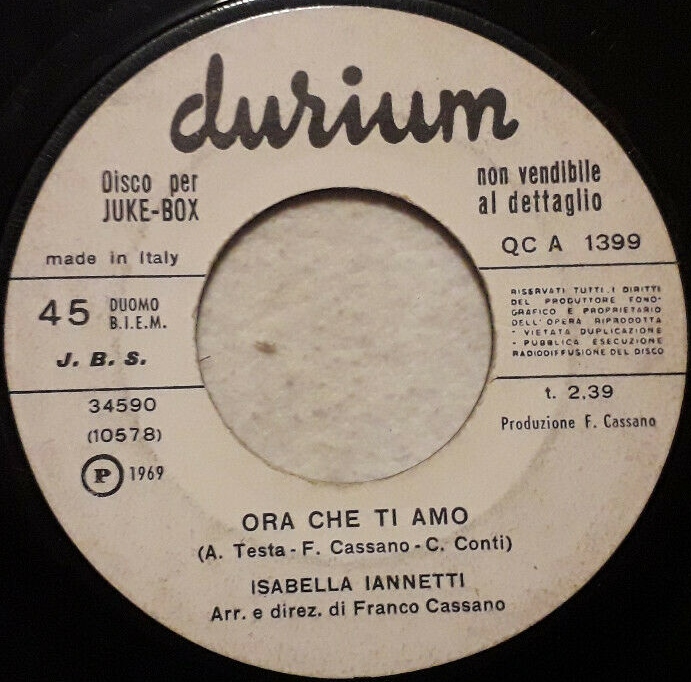 durium
Disco per
JUKE-BOX
non vendibile
al dettaglio
made in Italy
QC A 1399
45
DUOMO
B.I.E.M.
J. B. S.
RISERVATI TUTTI I DIRITTI
DEL PRODUTTORE FONO-
GRAFICO E PROPRIETARIO
DELL'OPERA RIPRODOTTA
- VIETATA DUPLICAZIONE
- PUBBLICA ESECUZIONE
RADIODIFFUSIONE DEL DISCO
34590
(10578)
P 1969
t. 2,39
Produzione F. Cassano
ORA CHE TI AMO
(A. Testa - F. Cassano - C. Conti)
ISABELLA IANNETTI
Arr. e direz. di Franco Cassano